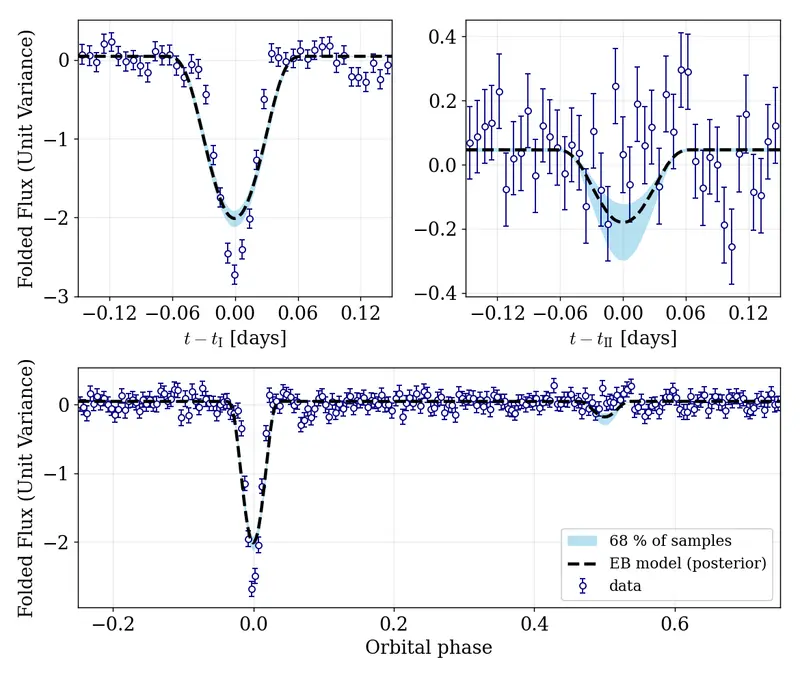 Folded Flux (Unit Variance)
0
−1
−2
−3
−0.12 −0.06 0.00 0.06 0.12
t − tI [days]
0.4
0.2
0.0
−0.2
−0.4
−0.12 −0.06 0.00 0.06 0.12
t − tII [days]
Folded Flux (Unit Variance)
0
−1
−2
−0.2 0.0 0.2 0.4 0.6
Orbital phase
68 % of samples
EB model (posterior)
data